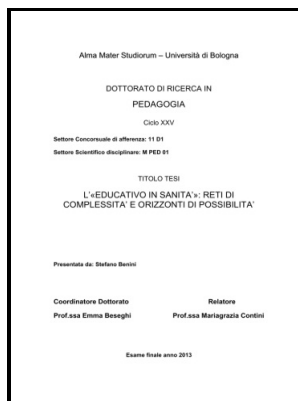 Alma Mater Studiorum – Università di Bologna
DOTTORATO DI RICERCA IN
PEDAGOGIA
Ciclo XXV
Settore Concorsuale di afferenza: 11 D1
Settore Scientifico disciplinare: M PED 01
TITOLO TESI
L'«EDUCATIVO IN SANITA'»: RETI DI
COMPLESSITA' E ORIZZONTI DI POSSIBILITA'
Presentata da: Stefano Benini
Coordinatore Dottorato Relatore
Prof.ssa Emma Beseghi Prof.ssa Mariagrazia Contini
Esame finale anno 2013